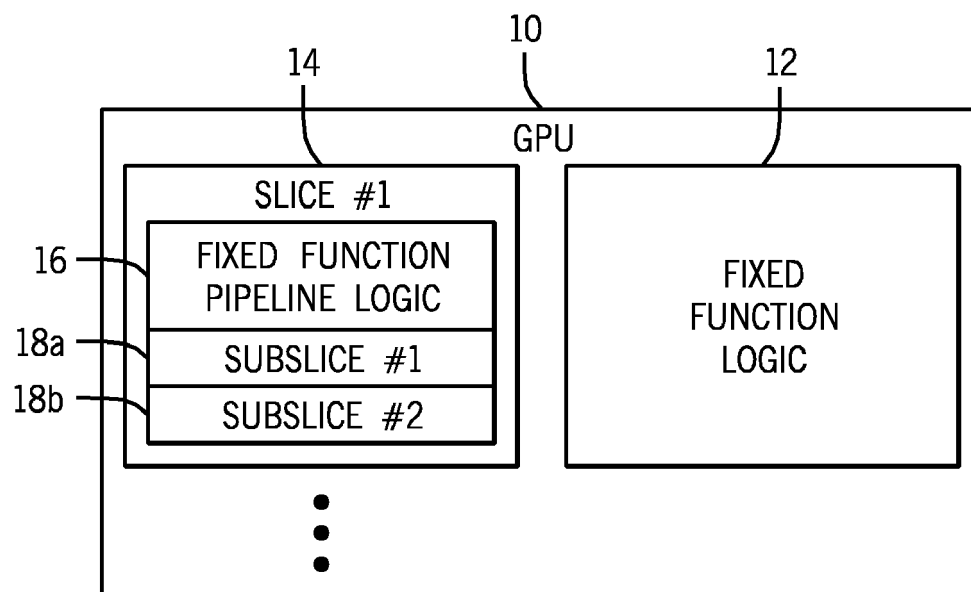 10
14
12
GPU
SLICE #1
16
FIXED FUNCTION
PIPELINE LOGIC
18a
SUBSLICE #1
18b
SUBSLICE #2
FIXED
FUNCTION
LOGIC